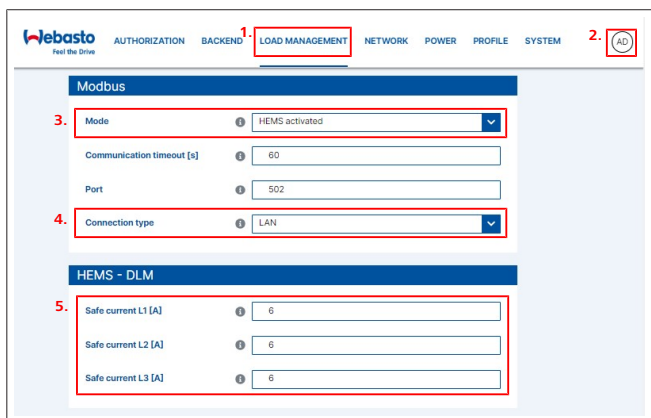 1.
2.
webasto
Feel the Drive
AUTHORIZATION BACKEND LOAD MANAGEMENT NETWORK POWER PROFILE SYSTEM AD
Modbus
3. Mode i HEMS activated
Communication timeout [s] i 60
Port i 502
4. Connection type i LAN
HEMS - DLM
5. Safe current L1 [A] i 6
Safe current L2 [A] i 6
Safe current L3 [A] i 6